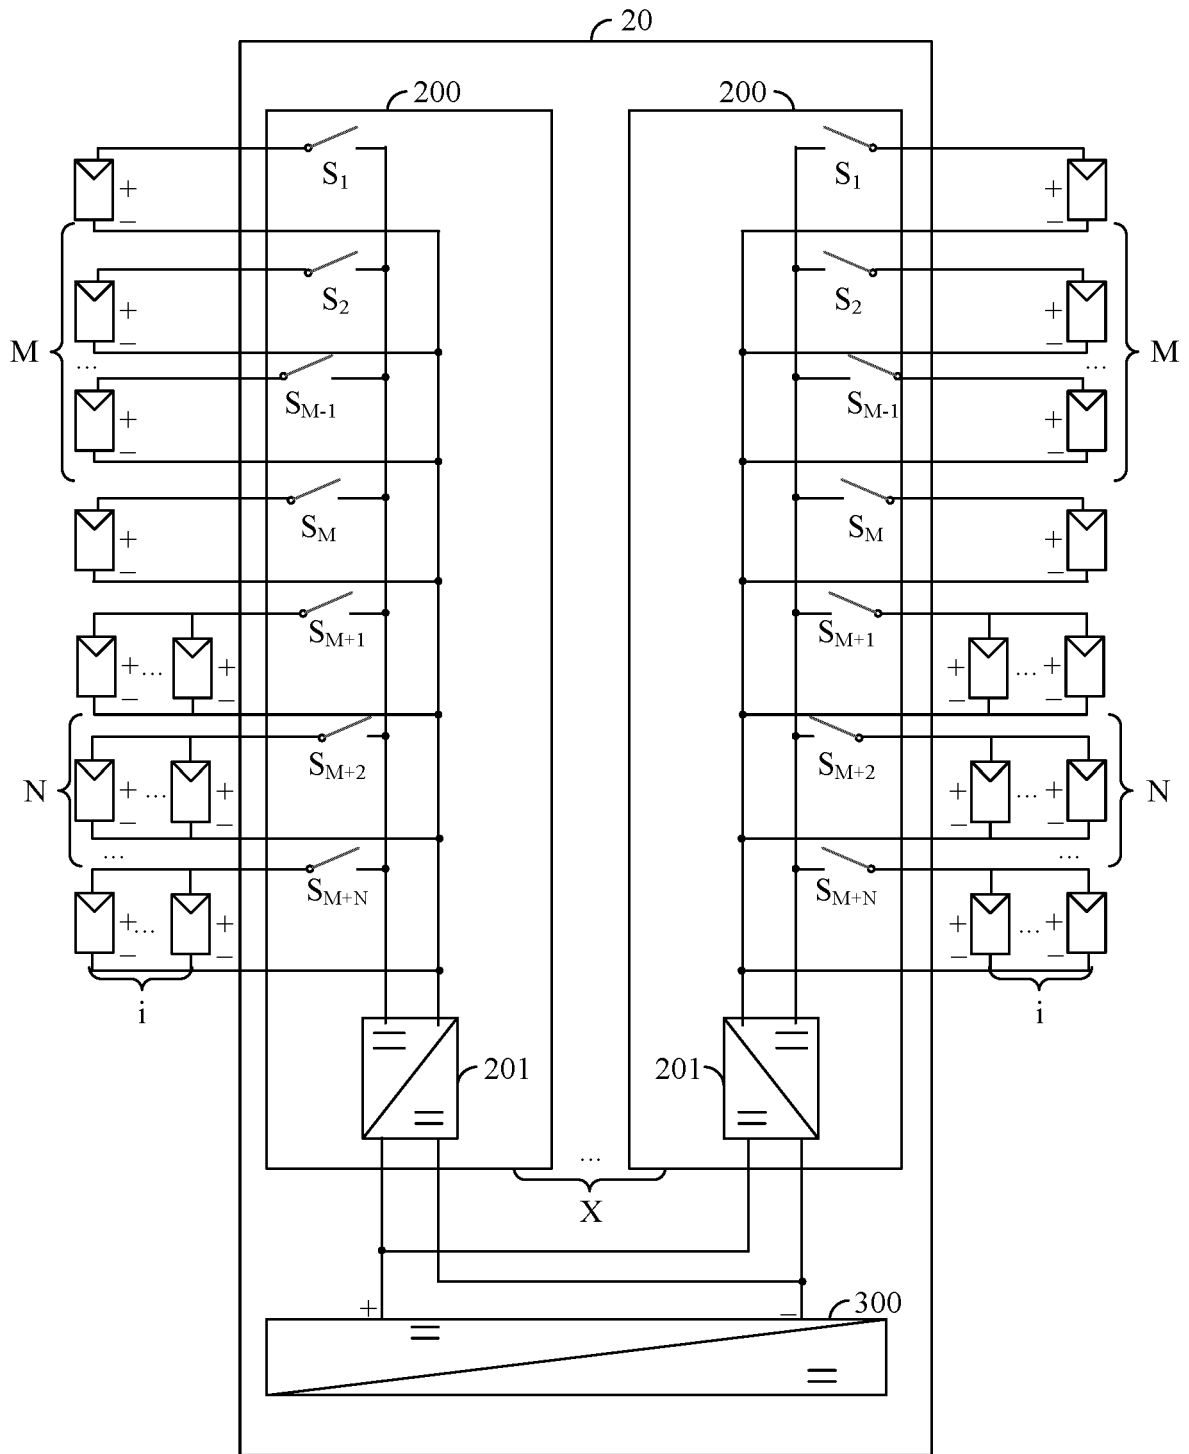 20
200 200
S1 S1
+ +
− −
S2 S2
+ +
M − − M
... ...
SM-1 SM-1
+ +
− −
SM SM
+ +
− −
SM+1 SM+1
+ ... + + ... +
− − − −
SM+2 SM+2
N + ... + + ... + N
− − − −
... ...
SM+N SM+N
+ ... + + ... +
− − − −
i i
201 201
...
X
+ − 300